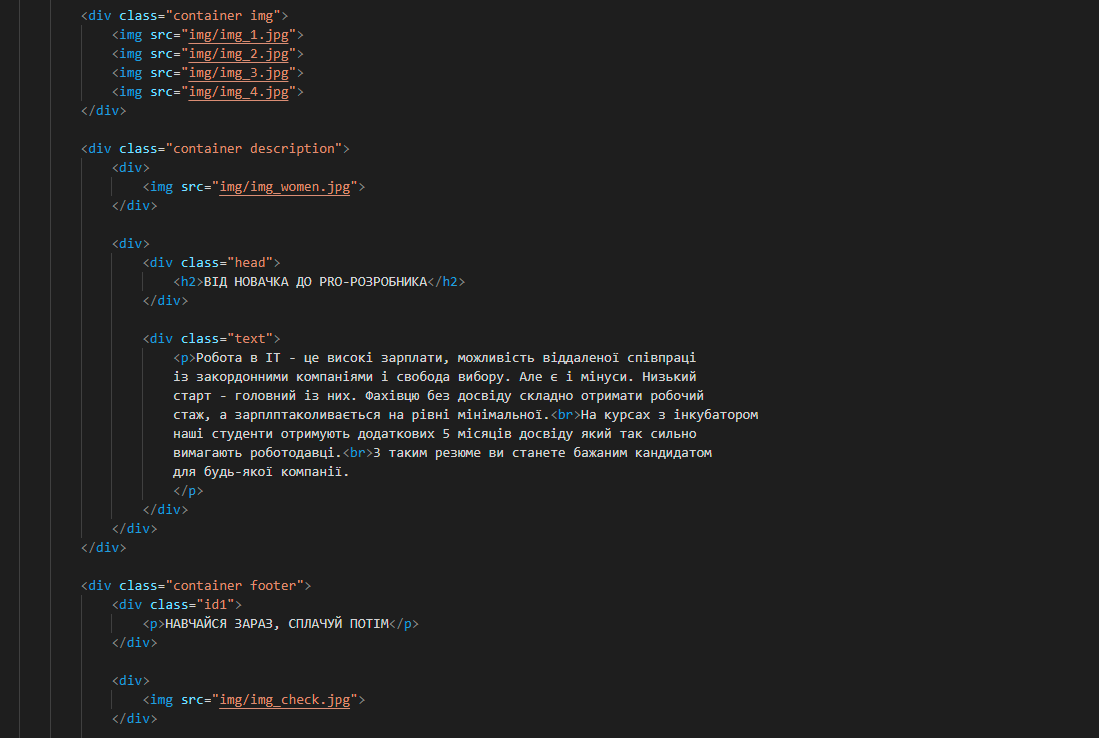 <div class="container img">
<img src="img/img_1.jpg">
<img src="img/img_2.jpg">
<img src="img/img_3.jpg">
<img src="img/img_4.jpg">
</div>
<div class="container description">
<div>
<img src="img/img_women.jpg">
</div>
<div>
<div class="head">
<h2>ВІД НОВАЧКА ДО PRO-РОЗРОБНИКА</h2>
</div>
<div class="text">
<p>Робота в IT - це високі зарплати, можливість віддаленої співпраці
із закордонними компаніями і свобода вибору. Але є і мінуси. Низький
старт - головний із них. Фахівцю без досвіду складно отримати робочий
стаж, а зарплптаколивається на рівні мінімальної.<br>На курсах з інкубатором
наші студенти отримують додаткових 5 місяців досвіду який так сильно
вимагають роботодавці.<br>З таким резюме ви станете бажаним кандидатом
для будь-якої компанії.
</p>
</div>
</div>
</div>
<div class="container footer">
<div class="id1">
<p>НАВЧАЙСЯ ЗАРАЗ, СПЛАЧУЙ ПОТІМ</p>
</div>
<div>
<img src="img/img_check.jpg">
</div>